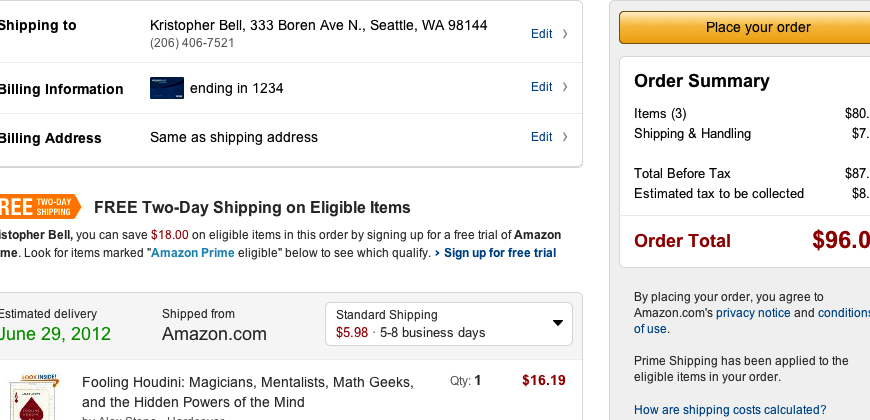 Shipping to
Kristopher Bell, 333 Boren Ave N., Seattle, WA 98144
(206) 406-7521
Edit ›
Billing Information
ending in 1234
Edit ›
Billing Address
Same as shipping address
Edit ›
REE TWO-DAY
SHIPPING
FREE Two-Day Shipping on Eligible Items
istopher Bell, you can save $18.00 on eligible items in this order by signing up for a free trial of Amazon
me. Look for items marked "Amazon Prime eligible" below to see which qualify. › Sign up for free trial
Estimated delivery
June 29, 2012
Shipped from
Amazon.com
Standard Shipping
$5.98 · 5-8 business days
LOOK INSIDE!
FOOLING
HOUDINI
Fooling Houdini: Magicians, Mentalists, Math Geeks,
and the Hidden Powers of the Mind
by Alex Stone - Hardcover
Qty: 1
$16.19
Place your order
Order Summary
Items (3) $80.
Shipping & Handling $7.
Total Before Tax $87.
Estimated tax to be collected $8.
Order Total $96.0
By placing your order, you agree to
Amazon.com's privacy notice and conditions
of use.
Prime Shipping has been applied to the
eligible items in your order.
How are shipping costs calculated?